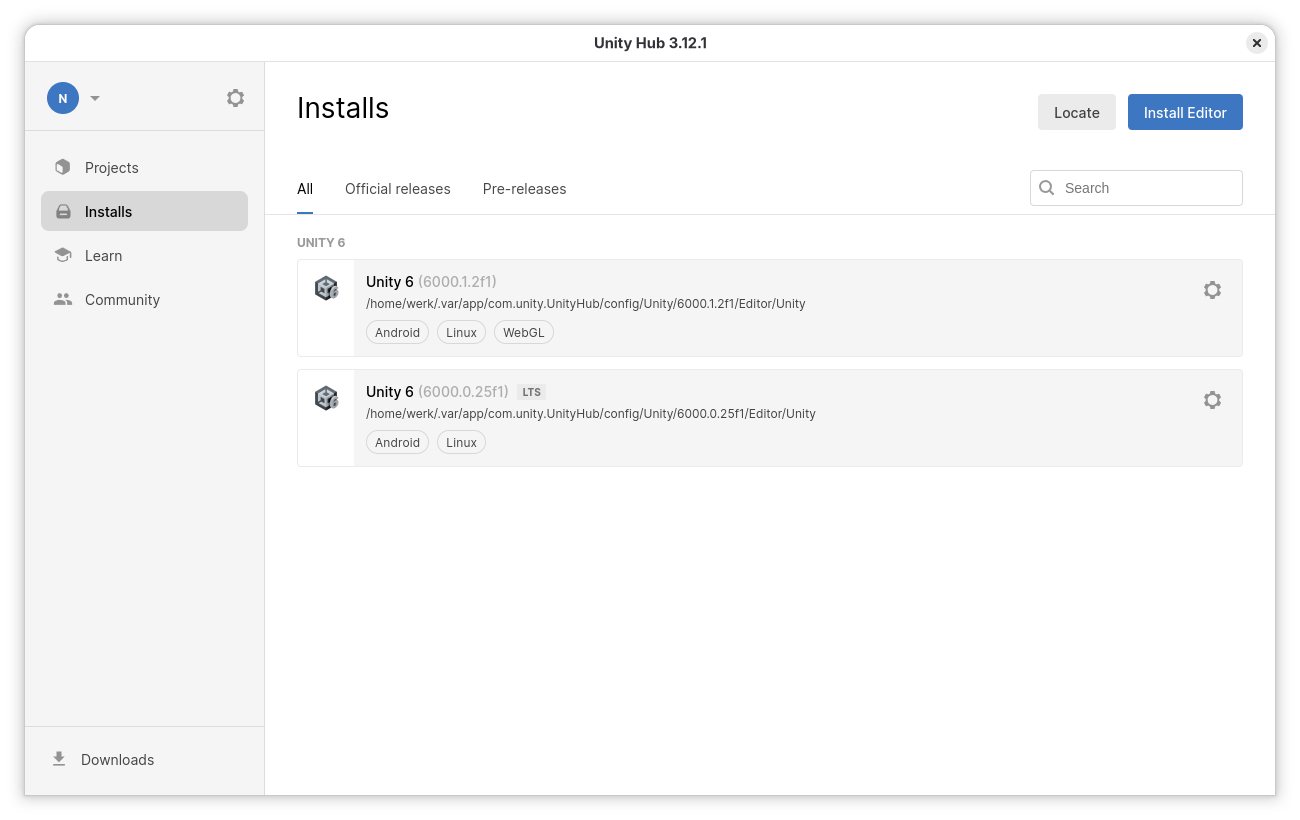 Unity Hub 3.12.1
N
Projects
Installs
Learn
Community
Downloads
Installs
Locate
Install Editor
All
Official releases
Pre-releases
Search
UNITY 6
Unity 6 (6000.1.2f1)
/home/werk/.var/app/com.unity.UnityHub/config/Unity/6000.1.2f1/Editor/Unity
Android Linux WebGL
Unity 6 (6000.0.25f1) LTS
/home/werk/.var/app/com.unity.UnityHub/config/Unity/6000.0.25f1/Editor/Unity
Android Linux